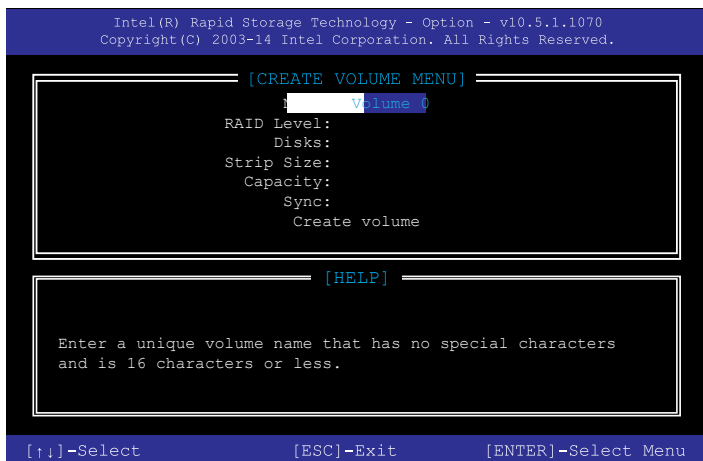 Intel(R) Rapid Storage Technology - Option - v10.5.1.1070
Copyright(C) 2003-14 Intel Corporation. All Rights Reserved.
[CREATE VOLUME MENU]
Volume 0
RAID Level:
Disks:
Strip Size:
Capacity:
Sync:
Create volume
[HELP]
Enter a unique volume name that has no special characters
and is 16 characters or less.
[↑↓]-Select [ESC]-Exit [ENTER]-Select Menu